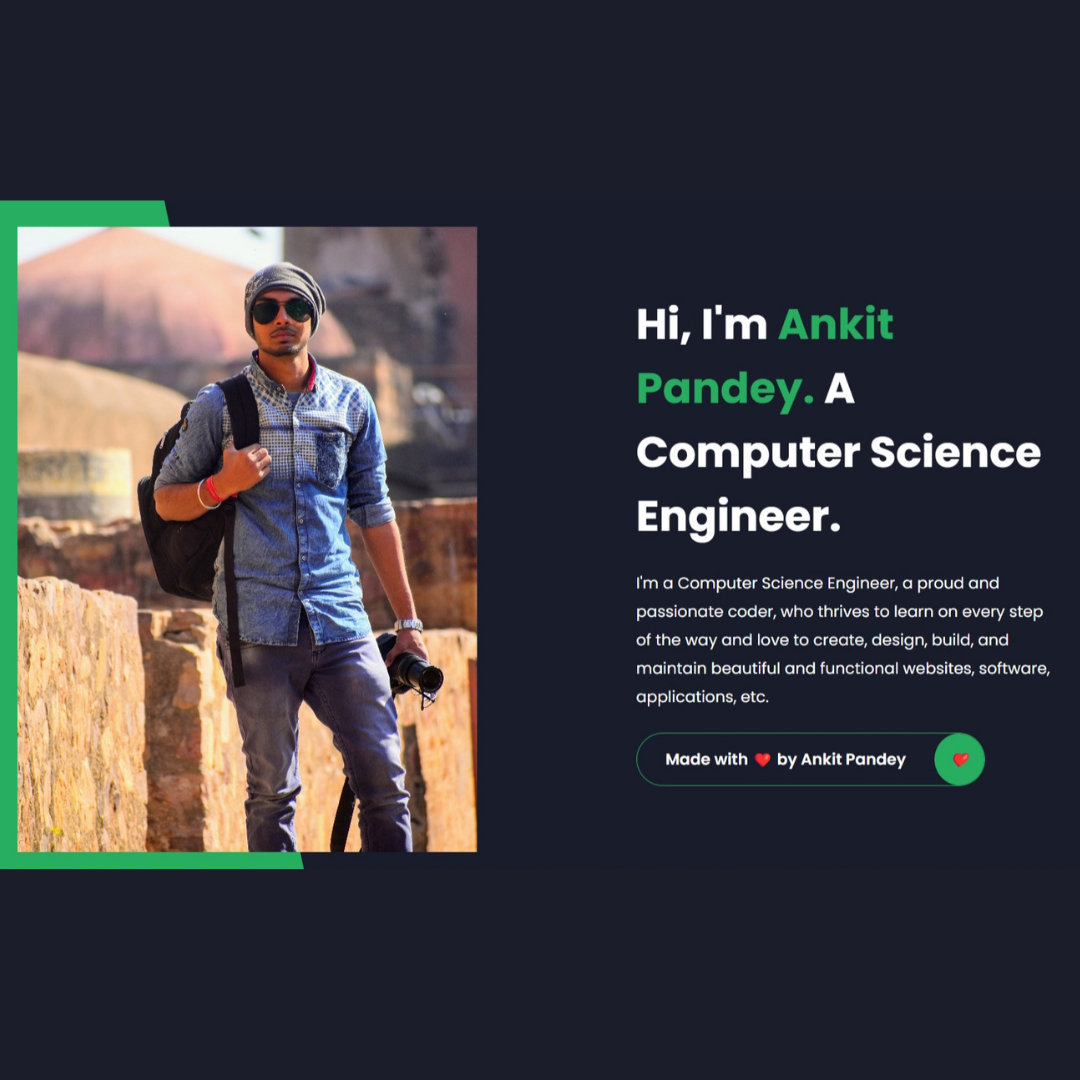 Hi, I'm Ankit
Pandey. A
Computer Science
Engineer.
I'm a Computer Science Engineer, a proud and
passionate coder, who thrives to learn on every step
of the way and love to create, design, build, and
maintain beautiful and functional websites, software,
applications, etc.
Made with ❤️ by Ankit Pandey